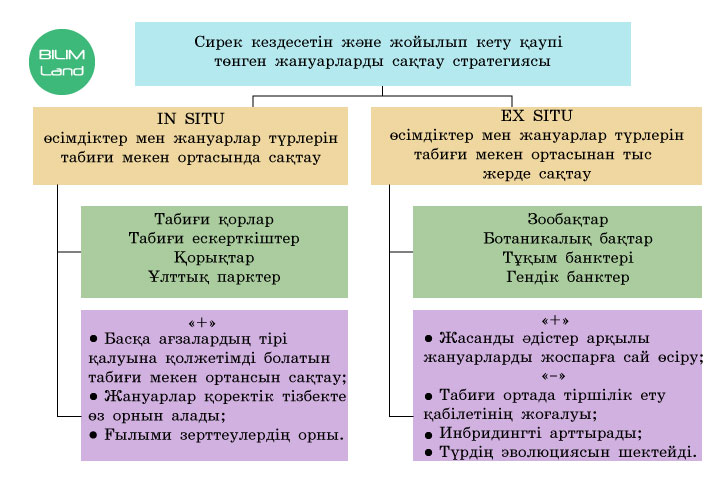 BILIM
Land
Сирек кездесетін және жойылып кету қаупі
төнген жануарларды сақтау стратегиясы
IN SITU
өсімдіктер мен жануарлар түрлерін
табиғи мекен ортасында сақтау
EX SITU
өсімдіктер мен жануарлар түрлерін
табиғи мекен ортасынан тыс
жерде сақтау
Табиғи қорлар
Табиғи ескерткіштер
Қорықтар
Ұлттық парктер
Зообақтар
Ботаникалық бақтар
Тұқым банктері
Гендік банктер
«+»
● Басқа ағзалардың тірі
қалуына қолжетімді болатын
табиғи мекен ортансын сақтау;
● Жануарлар қоректік тізбекте
өз орнын алады;
● Ғылыми зерттеулердің орны.
«+»
● Жасанды әдістер арқылы
жануарларды жоспарға сай өсіру;
«–»
● Табиғи ортада тіршілік ету
қабілетінің жоғалуы;
● Инбридингті арттырады;
● Түрдің эволюциясын шектейді.